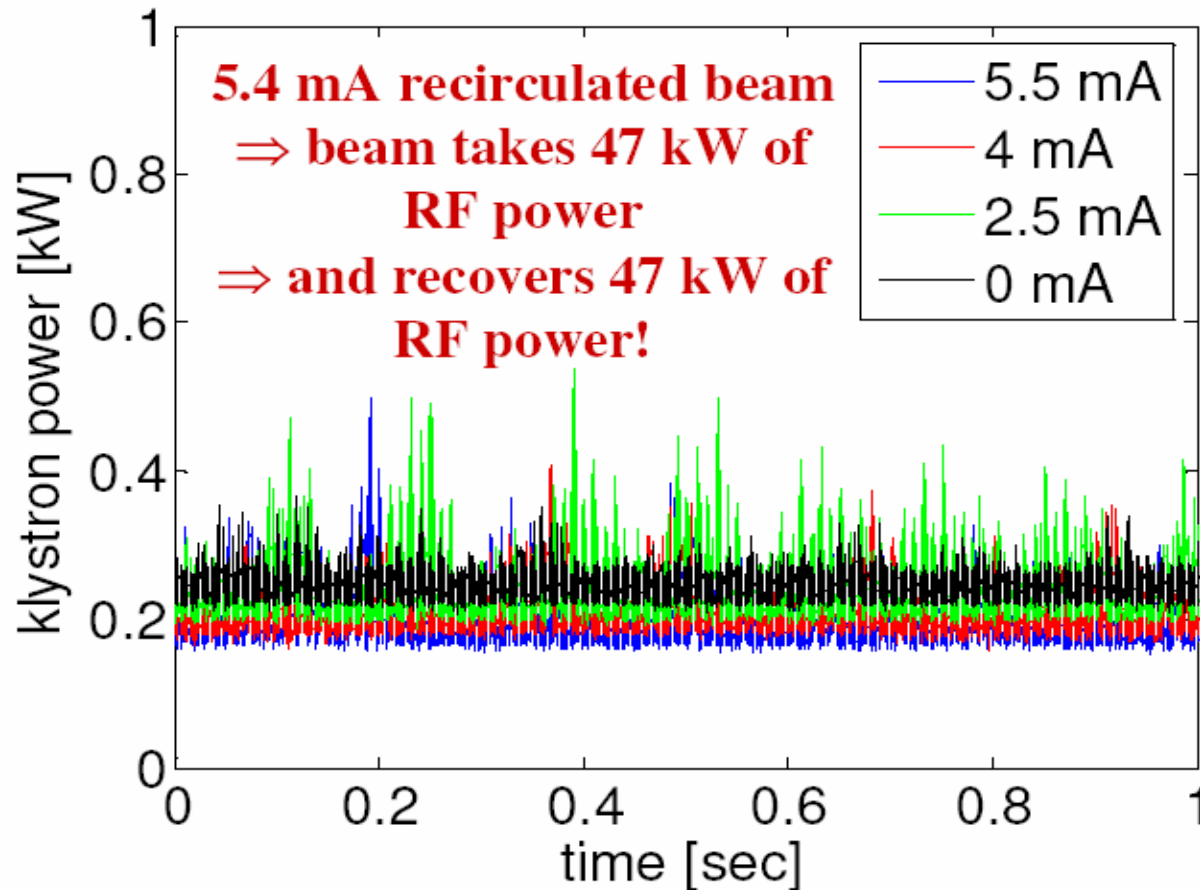 5.4 mA recirculated beam
⇒ beam takes 47 kW of
RF power
⇒ and recovers 47 kW of
RF power!
5.5 mA
4 mA
2.5 mA
0 mA
klystron power [kW]
1
0.8
0.6
0.4
0.2
0
0 0.2 0.4 0.6 0.8 1
time [sec]